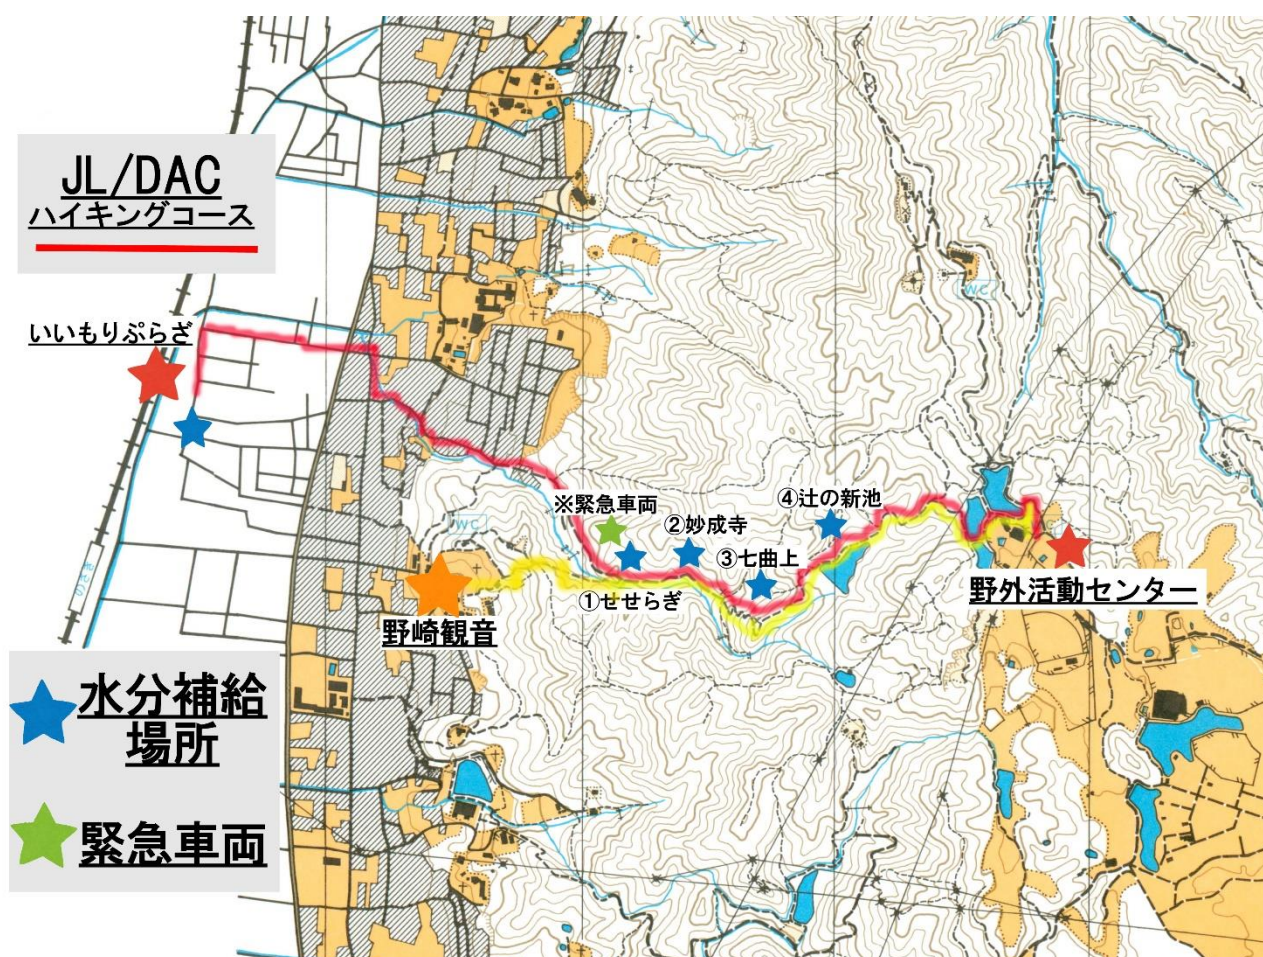 JL/DAC
ハイキングコース
いいもりぷらざ
WC
※緊急車両
②妙成寺
④辻の新池
③七曲上
WC
①せせらぎ
野崎観音
野外活動センター
水分補給
場所
緊急車両